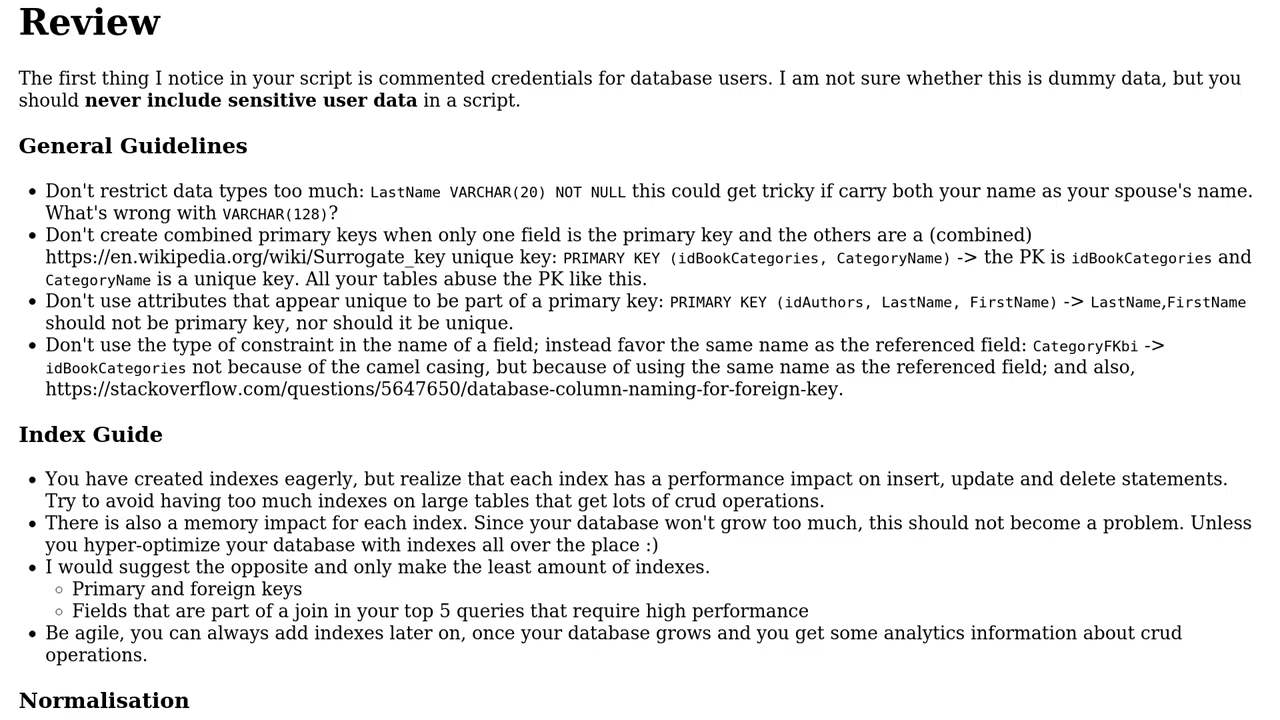 Review
The first thing I notice in your script is commented credentials for database users. I am not sure whether this is dummy data, but you
should never include sensitive user data in a script.
General Guidelines
• Don't restrict data types too much: LastName VARCHAR(20) NOT NULL this could get tricky if carry both your name as your spouse's name.
What's wrong with VARCHAR(128)?
• Don't create combined primary keys when only one field is the primary key and the others are a (combined)
https://en.wikipedia.org/wiki/Surrogate_key unique key: PRIMARY KEY (idBookCategories, CategoryName) -> the PK is idBookCategories and
CategoryName is a unique key. All your tables abuse the PK like this.
• Don't use attributes that appear unique to be part of a primary key: PRIMARY KEY (idAuthors, LastName, FirstName) -> LastName,FirstName
should not be primary key, nor should it be unique.
• Don't use the type of constraint in the name of a field; instead favor the same name as the referenced field: CategoryFKbi ->
idBookCategories not because of the camel casing, but because of using the same name as the referenced field; and also,
https://stackoverflow.com/questions/5647650/database-column-naming-for-foreign-key.
Index Guide
• You have created indexes eagerly, but realize that each index has a performance impact on insert, update and delete statements.
Try to avoid having too much indexes on large tables that get lots of crud operations.
• There is also a memory impact for each index. Since your database won't grow too much, this should not become a problem. Unless
you hyper-optimize your database with indexes all over the place :)
• I would suggest the opposite and only make the least amount of indexes.
◦ Primary and foreign keys
◦ Fields that are part of a join in your top 5 queries that require high performance
• Be agile, you can always add indexes later on, once your database grows and you get some analytics information about crud
operations.
Normalisation